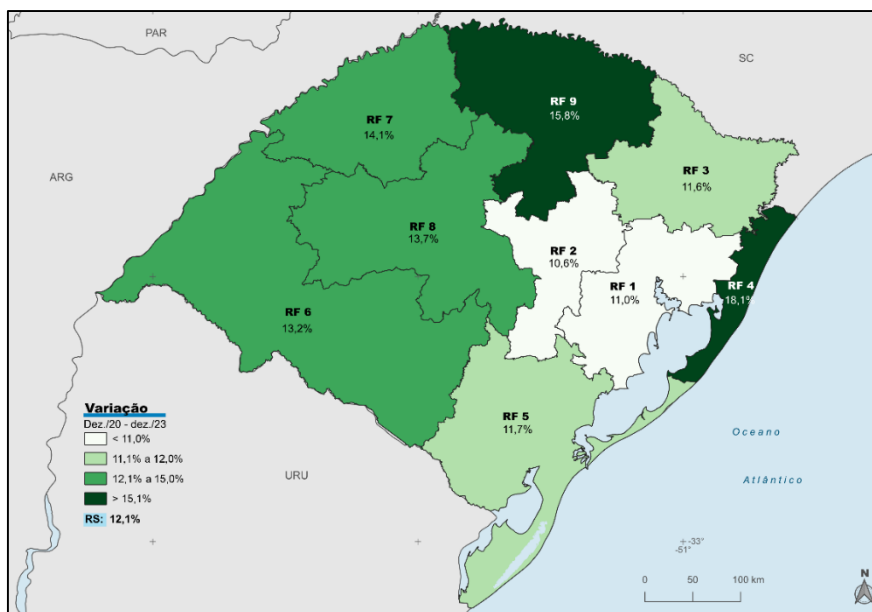 PAR
SC
ARG
RF 9
15,8%
RF 7
14,1%
RF 3
11,6%
RF 8
13,7%
RF 2
10,6%
RF 1
11,0%
RF 4
18,1%
RF 6
13,2%
RF 5
11,7%
Variação
Dez./20 - dez./23
< 11,0%
11,1% a 12,0%
12,1% a 15,0%
> 15,1%
RS: 12,1%
URU
Oceano
Atlântico
-33°
-51°
0 50 100 km
N